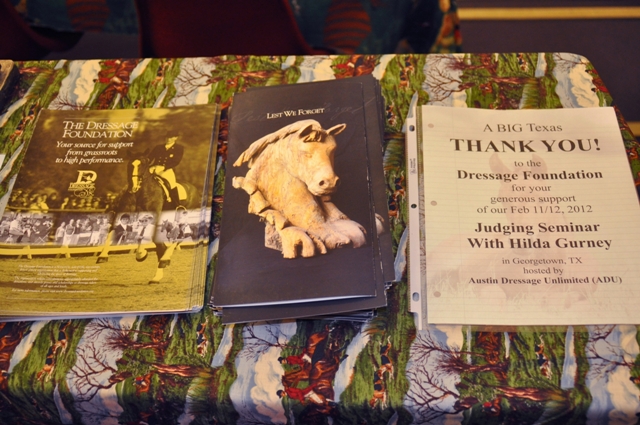 THE DRESSAGE
FOUNDATION
Your source for support
from grassroots
to high performance.
LEST WE FORGET
A BIG Texas
THANK YOU!
to the
Dressage Foundation
for your
generous support
of our Feb 11/12, 2012
Judging Seminar
With Hilda Gurney
in Georgetown, TX
hosted by
Austin Dressage Unlimited (ADU)